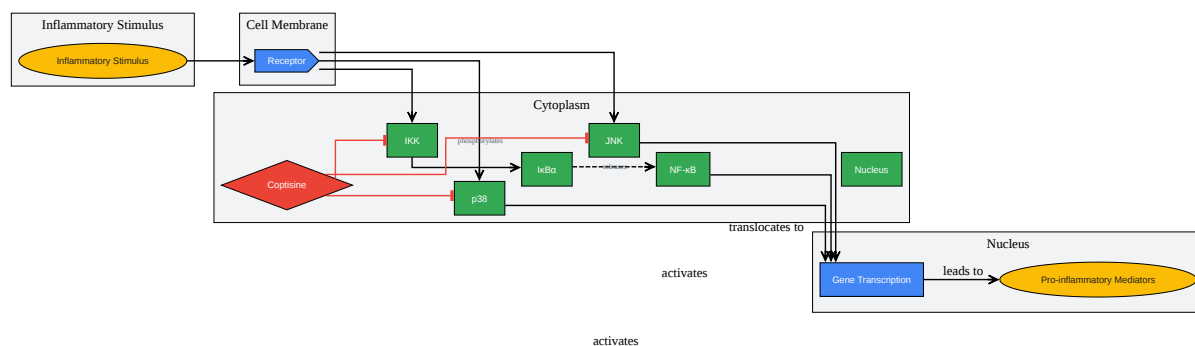 Inflammatory Stimulus
Inflammatory Stimulus
Cell Membrane
Receptor
Cytoplasm
IKK
phosphorylates
JNK
Coptisine
IκBα
NF-κB
Nucleus
p38
translocates to
activates
activates
Nucleus
Gene Transcription
leads to
Pro-inflammatory Mediators